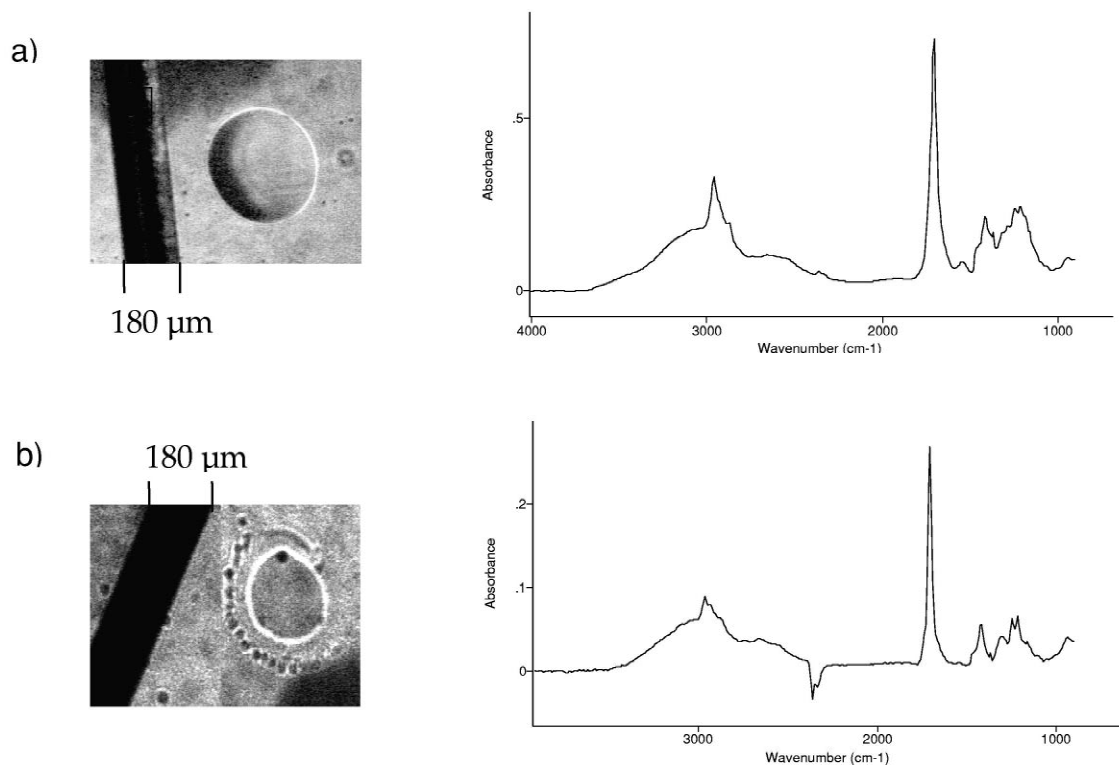 a)
180 µm
Absorbance
.5
0
4000 3000 2000 1000
Wavenumber (cm-1)
b)
180 µm
Absorbance
.2
.1
0
3000 2000 1000
Wavenumber (cm-1)